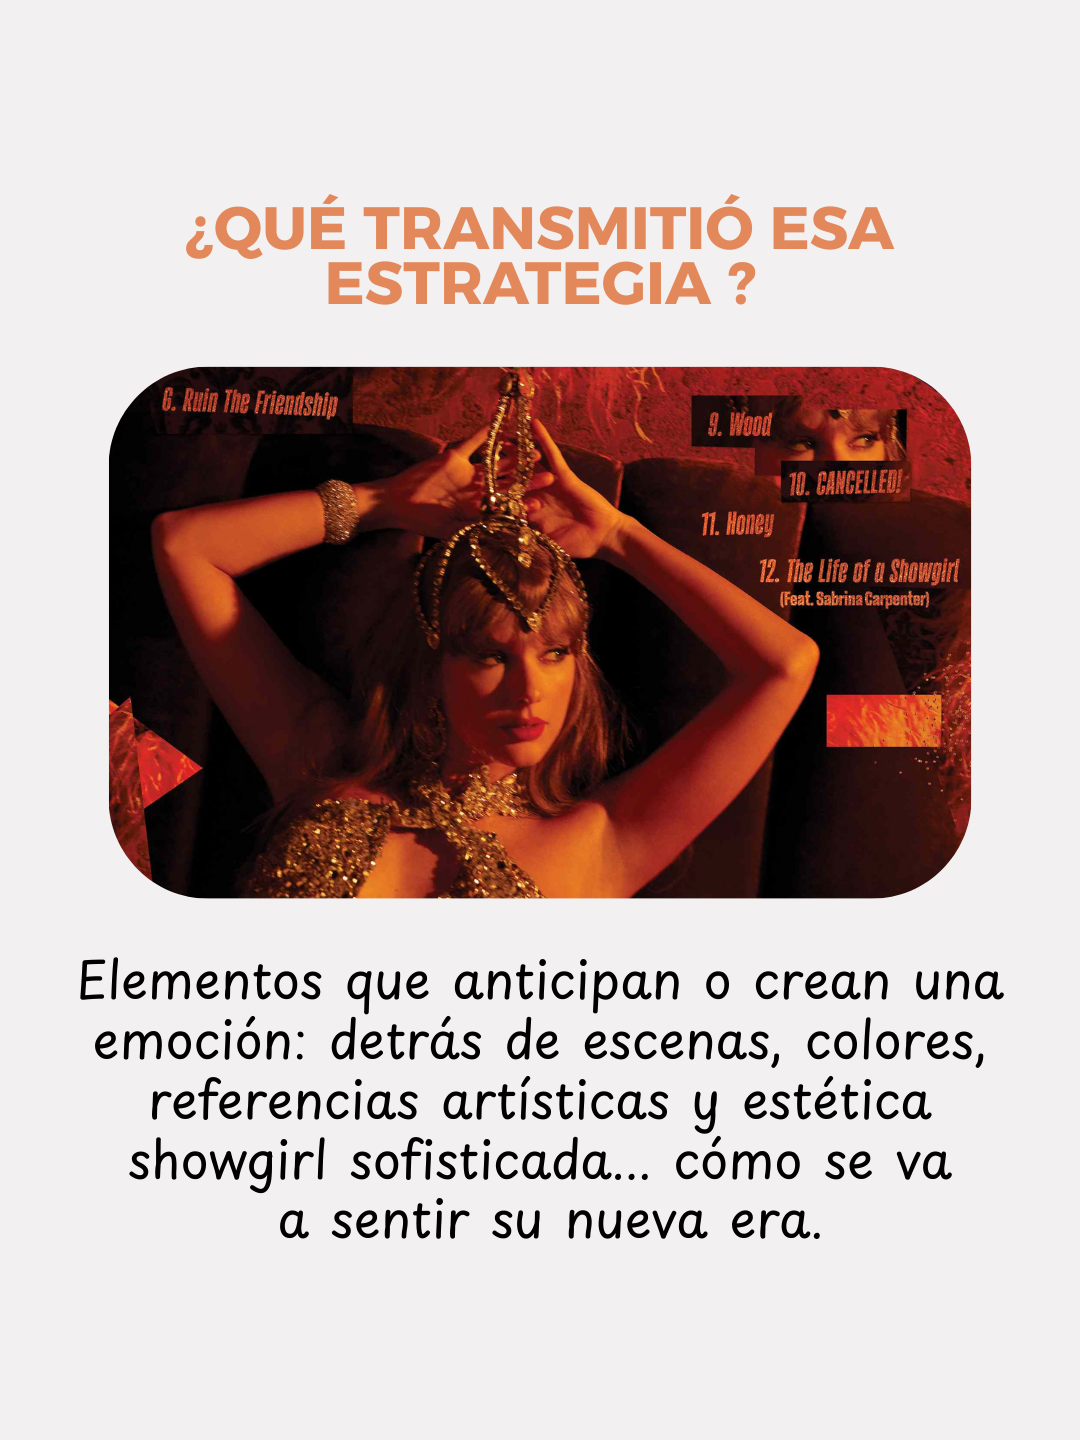 ¿QUÉ TRANSMITIÓ ESA
ESTRATEGIA ?
6. Ruin The Friendship
9. Wood
10. CANCELLED!
11. Honey
12. The Life of a Showgirl
(Feat. Sabrina Carpenter)
Elementos que anticipan o crean una
emoción: detrás de escenas, colores,
referencias artísticas y estética
showgirl sofisticada... cómo se va
a sentir su nueva era.